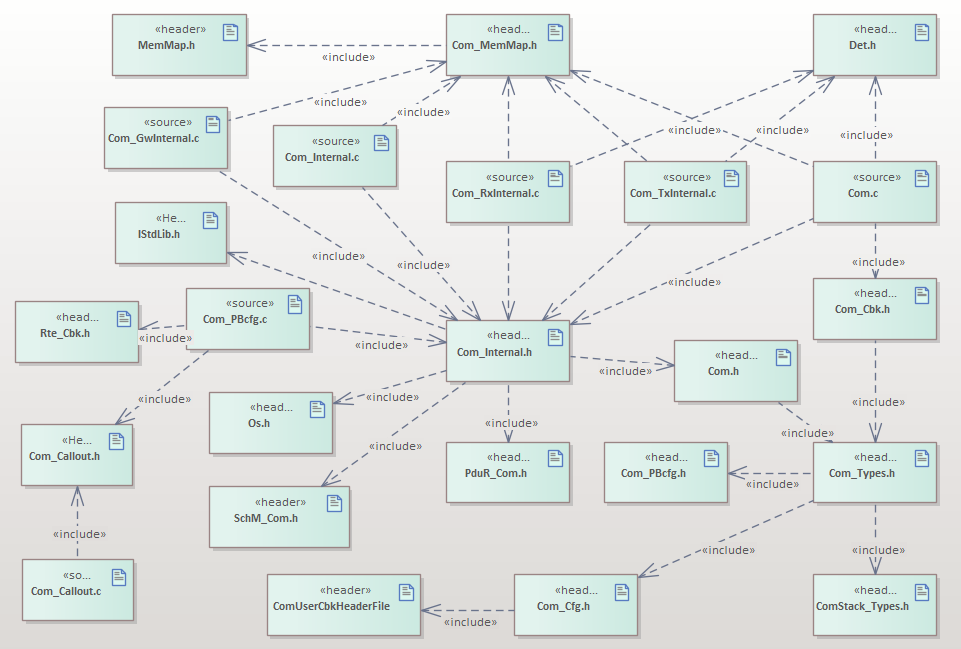 «header»
MemMap.h
«head...
Com_MemMap.h
«head...
Det.h
«include»
«include»
«include»
«source»
Com_GwInternal.c
«source»
Com_Internal.c
«include»
«include»
«include»
«source»
Com_RxInternal.c
«source»
Com_TxInternal.c
«source»
Com.c
«He...
IStdLib.h
«include»
«include»
«include»
«include»
«source»
Com_PBcfg.c
«head...
Com_Cbk.h
«head...
Rte_Cbk.h
«include»
«include»
«head...
Com_Internal.h
«include»
«head...
Com.h
«include»
«include»
«include»
«head...
Os.h
«include»
«include»
«include»
«He...
Com_Callout.h
«include»
«head...
PduR_Com.h
«head...
Com_PBcfg.h
«include»
«head...
Com_Types.h
«header»
SchM_Com.h
«include»
«include»
«include»
«so...
Com_Callout.c
«header»
ComUserCbkHeaderFile
«include»
«head...
Com_Cfg.h
«head...
ComStack_Types.h